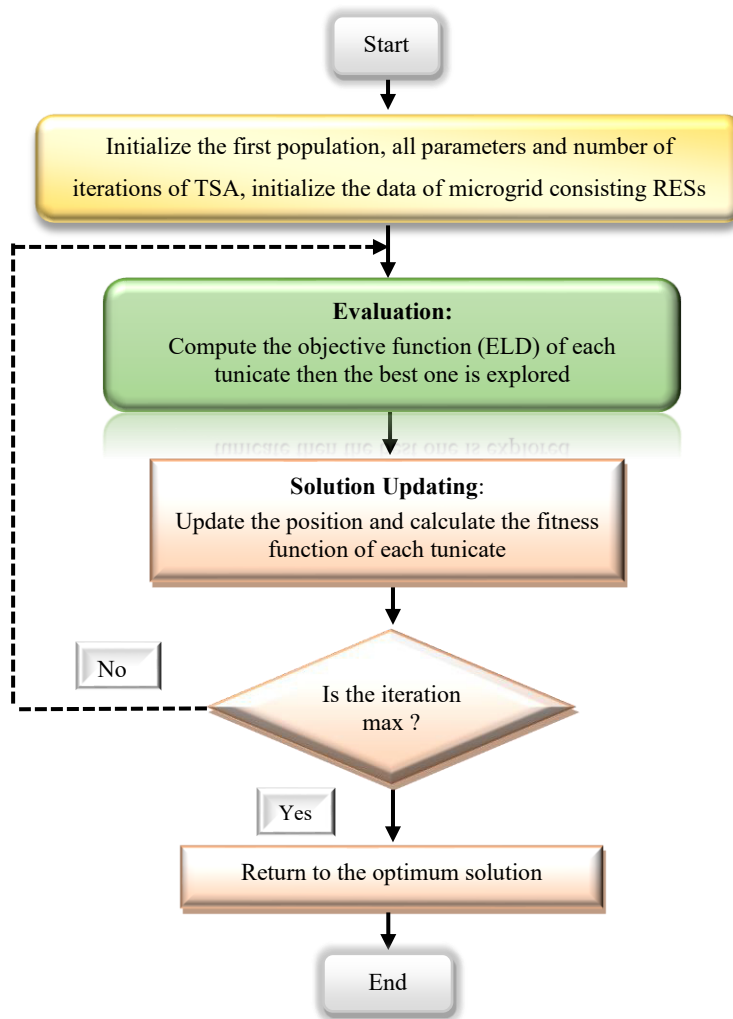 Start
Initialize the first population, all parameters and number of
iterations of TSA, initialize the data of microgrid consisting RESs
Evaluation:
Compute the objective function (ELD) of each
tunicate then the best one is explored
Solution Updating:
Update the position and calculate the fitness
function of each tunicate
No
Is the iteration
max ?
Yes
Return to the optimum solution
End